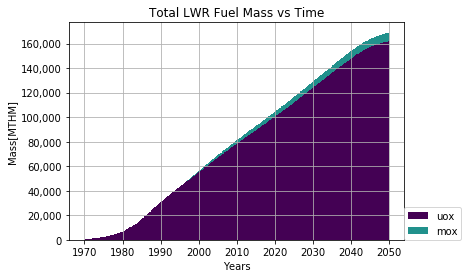 Total LWR Fuel Mass vs Time
Mass[MTHM]
160,000
140,000
120,000
100,000
80,000
60,000
40,000
20,000
0
1970 1980 1990 2000 2010 2020 2030 2040 2050
Years
uox
mox